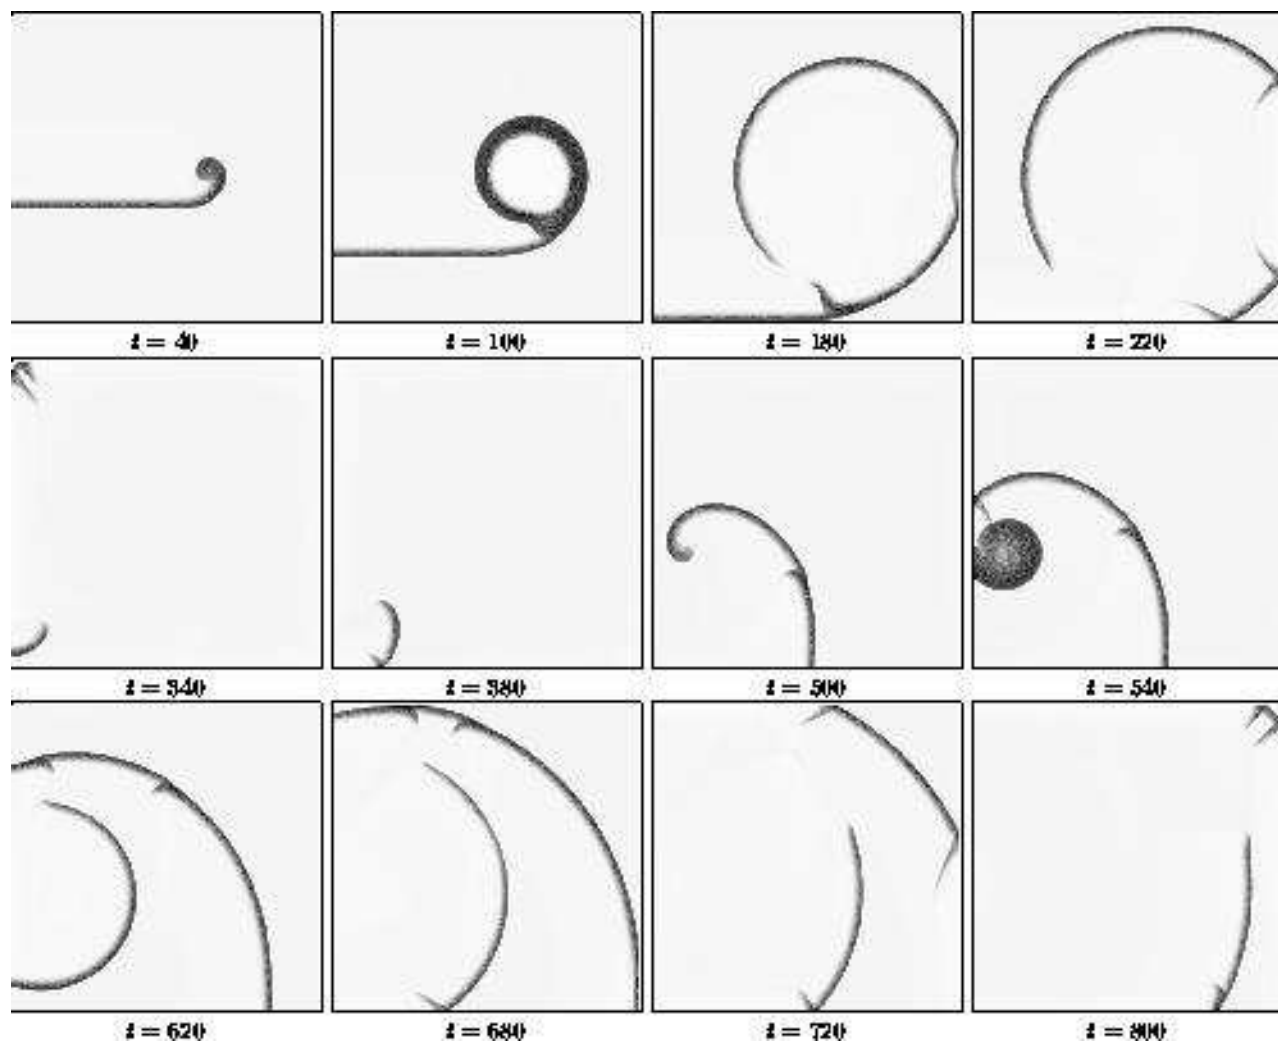 t = 40
t = 100
t = 180
t = 220
t = 340
t = 380
t = 500
t = 540
t = 620
t = 680
t = 720
t = 800